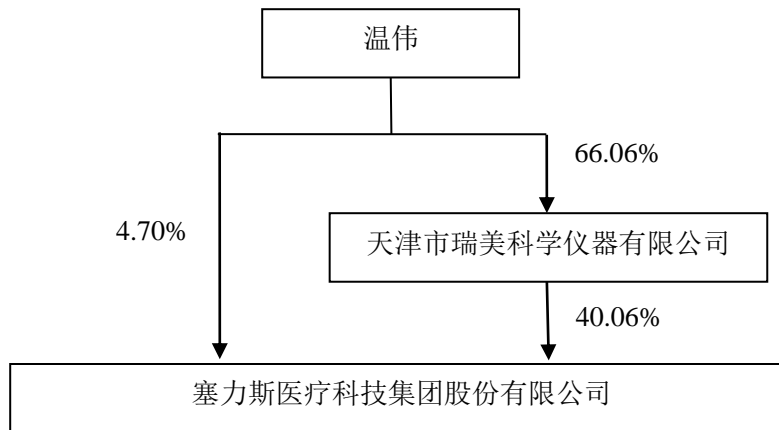 温伟
66.06%
4.70%
天津市瑞美科学仪器有限公司
40.06%
塞力斯医疗科技集团股份有限公司